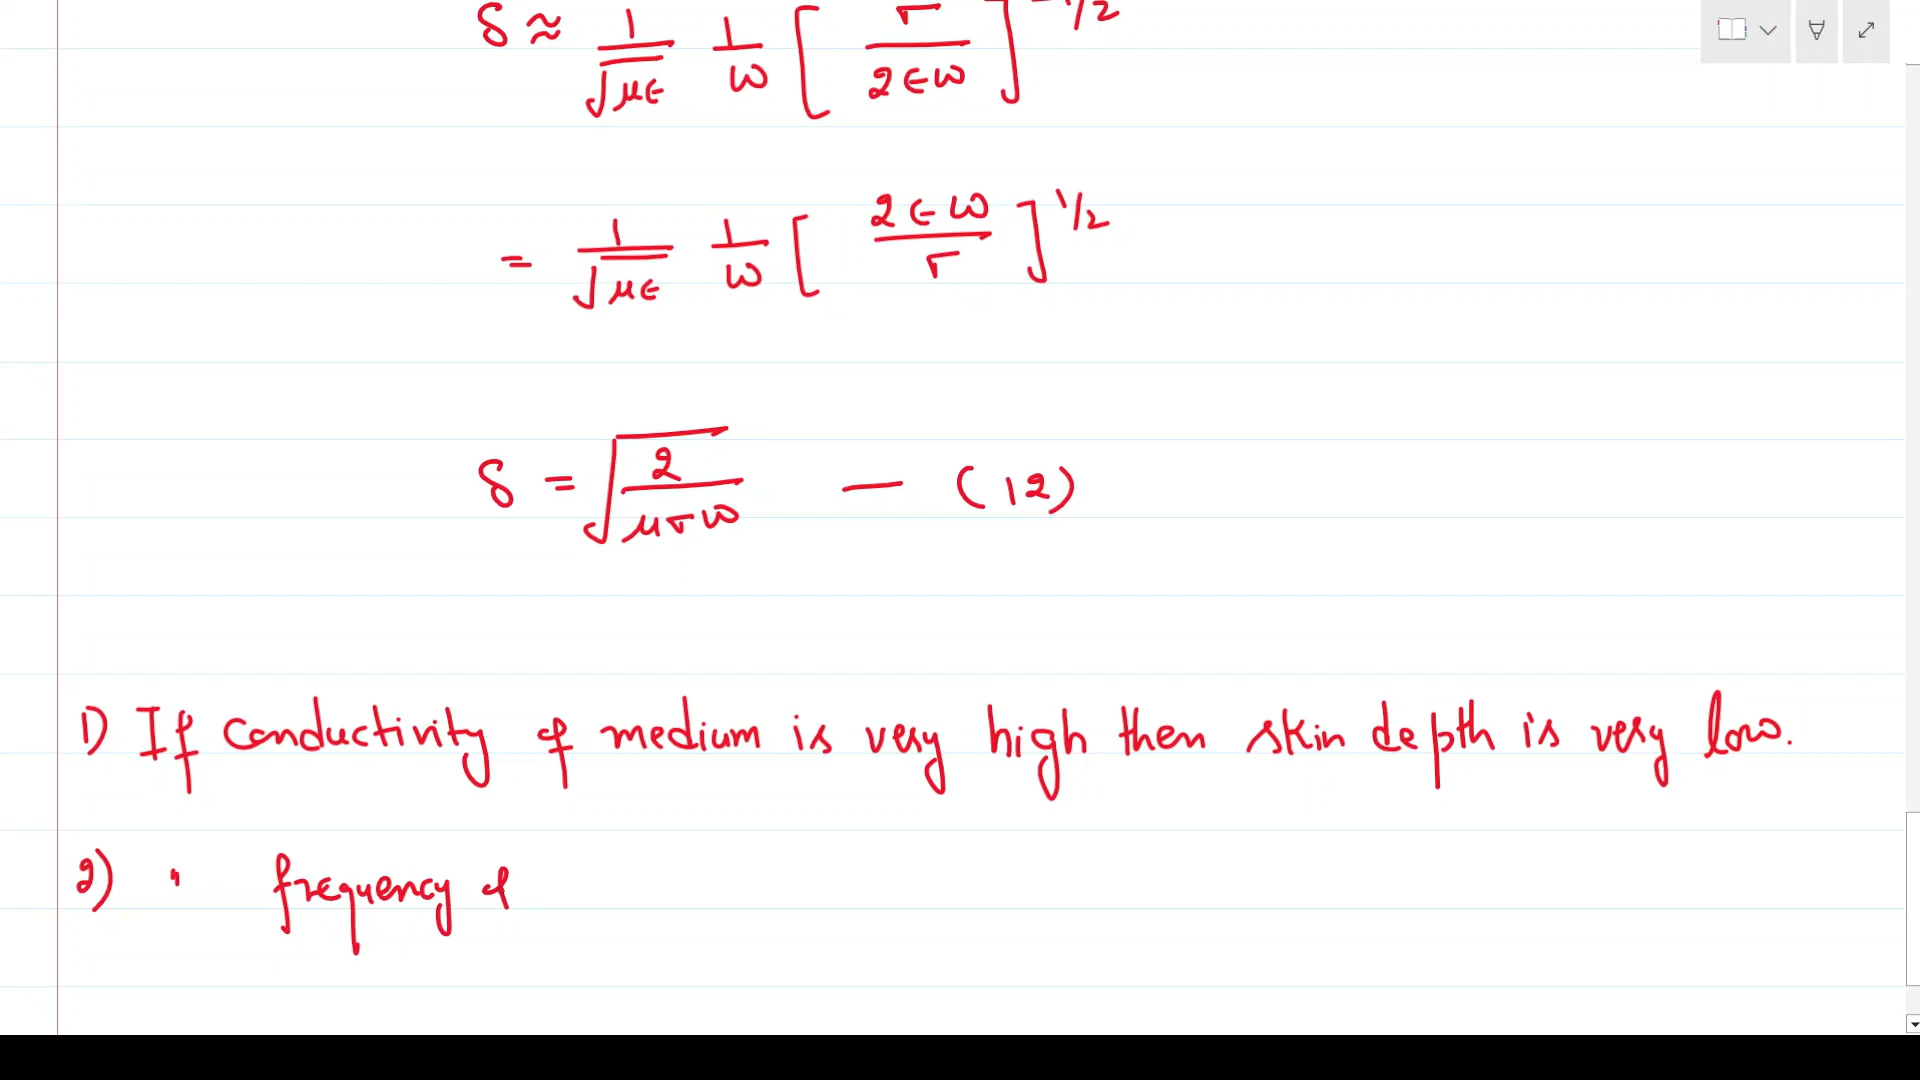 δ ≈ 1/√με 1/ω [ σ/2εω ]^-1/2
= 1/√με 1/ω [ 2εω/σ ]^1/2
δ = √2/μσω — (12)
1) If conductivity of medium is very high then skin depth is very low.
2) " frequency of